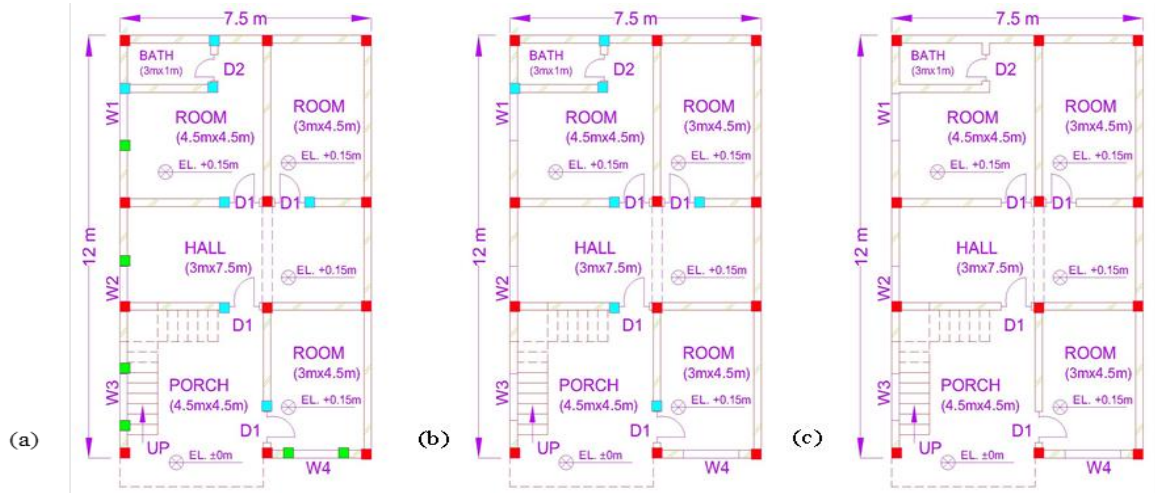 7.5 m
BATH
(3mx1m)
D2
W1
ROOM
(4.5mx4.5m)
ROOM
(3mx4.5m)
EL. +0.15m
EL. +0.15m
D1
D1
12 m
HALL
(3mx7.5m)
W2
EL. +0.15m
D1
ROOM
(3mx4.5m)
W3
PORCH
(4.5mx4.5m)
EL. +0.15m
D1
UP
EL. ±0m
W4
(a)
7.5 m
BATH
(3mx1m)
D2
W1
ROOM
(4.5mx4.5m)
ROOM
(3mx4.5m)
EL. +0.15m
EL. +0.15m
D1
D1
12 m
HALL
(3mx7.5m)
W2
EL. +0.15m
D1
ROOM
(3mx4.5m)
W3
PORCH
(4.5mx4.5m)
EL. +0.15m
D1
UP
EL. ±0m
W4
(b)
7.5 m
BATH
(3mx1m)
D2
W1
ROOM
(4.5mx4.5m)
ROOM
(3mx4.5m)
EL. +0.15m
EL. +0.15m
D1
D1
12 m
HALL
(3mx7.5m)
W2
EL. +0.15m
D1
ROOM
(3mx4.5m)
W3
PORCH
(4.5mx4.5m)
EL. +0.15m
D1
UP
EL. ±0m
W4
(c)